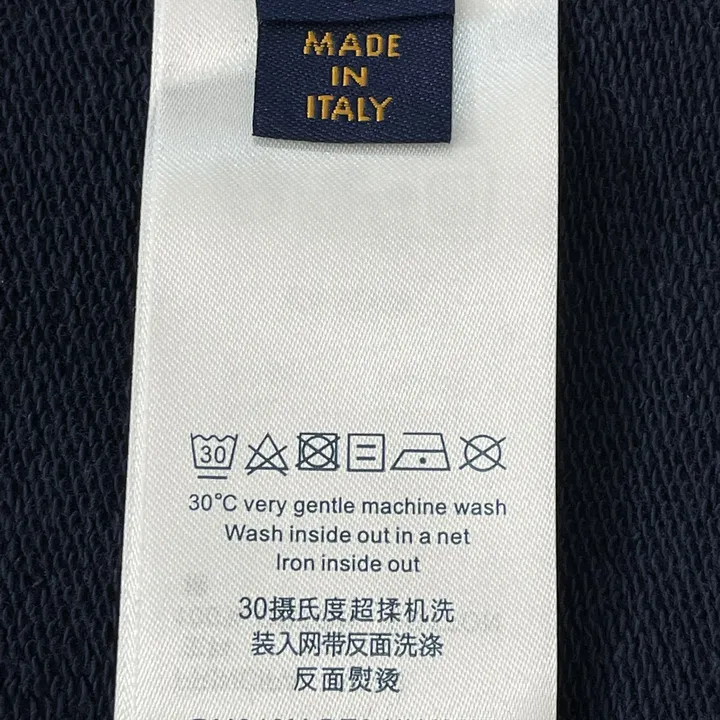 MADE
IN
ITALY
30
30°C very gentle machine wash
Wash inside out in a net
Iron inside out
30摄氏度超揉机洗
装入网带反面洗涤
反面熨烫